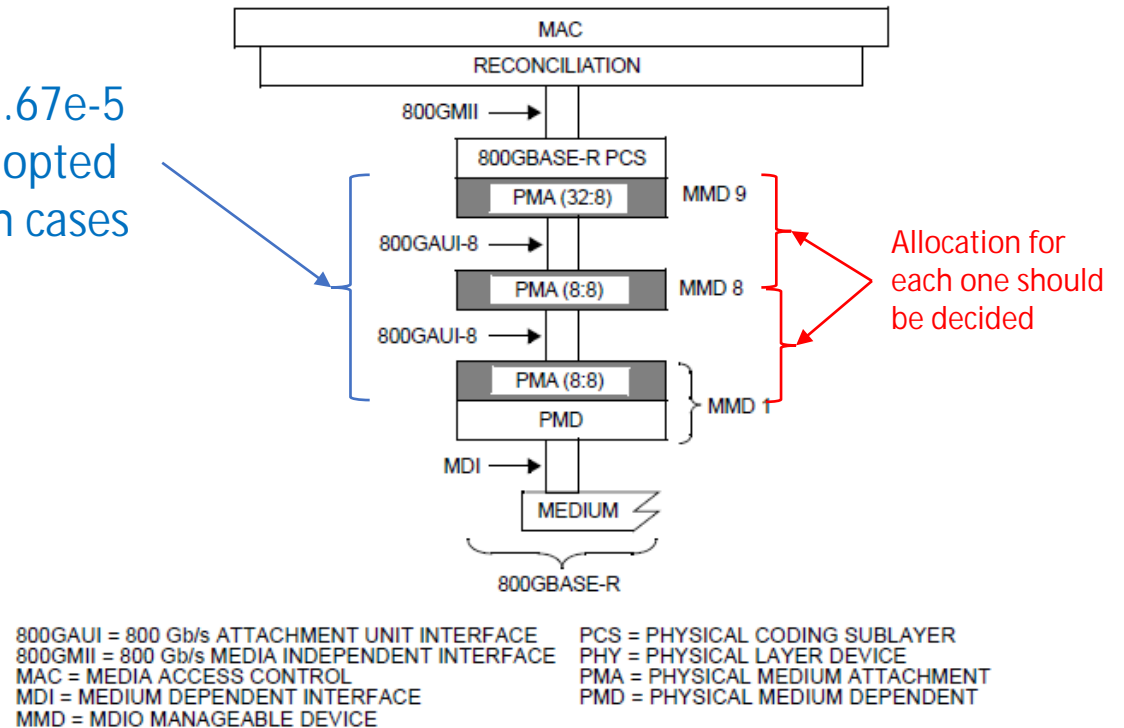 MAC
RECONCILIATION
.67e-5
opted
n cases
800GMII
800GBASE-R PCS
PMA (32:8)
MMD 9
800GAUI-8
Allocation for
each one should
be decided
PMA (8:8)
MMD 8
800GAUI-8
PMA (8:8)
MMD 1
PMD
MDI
MEDIUM
800GBASE-R
800GAUI = 800 Gb/s ATTACHMENT UNIT INTERFACE
800GMII = 800 Gb/s MEDIA INDEPENDENT INTERFACE
MAC = MEDIA ACCESS CONTROL
MDI = MEDIUM DEPENDENT INTERFACE
MMD = MDIO MANAGEABLE DEVICE
PCS = PHYSICAL CODING SUBLAYER
PHY = PHYSICAL LAYER DEVICE
PMA = PHYSICAL MEDIUM ATTACHMENT
PMD = PHYSICAL MEDIUM DEPENDENT